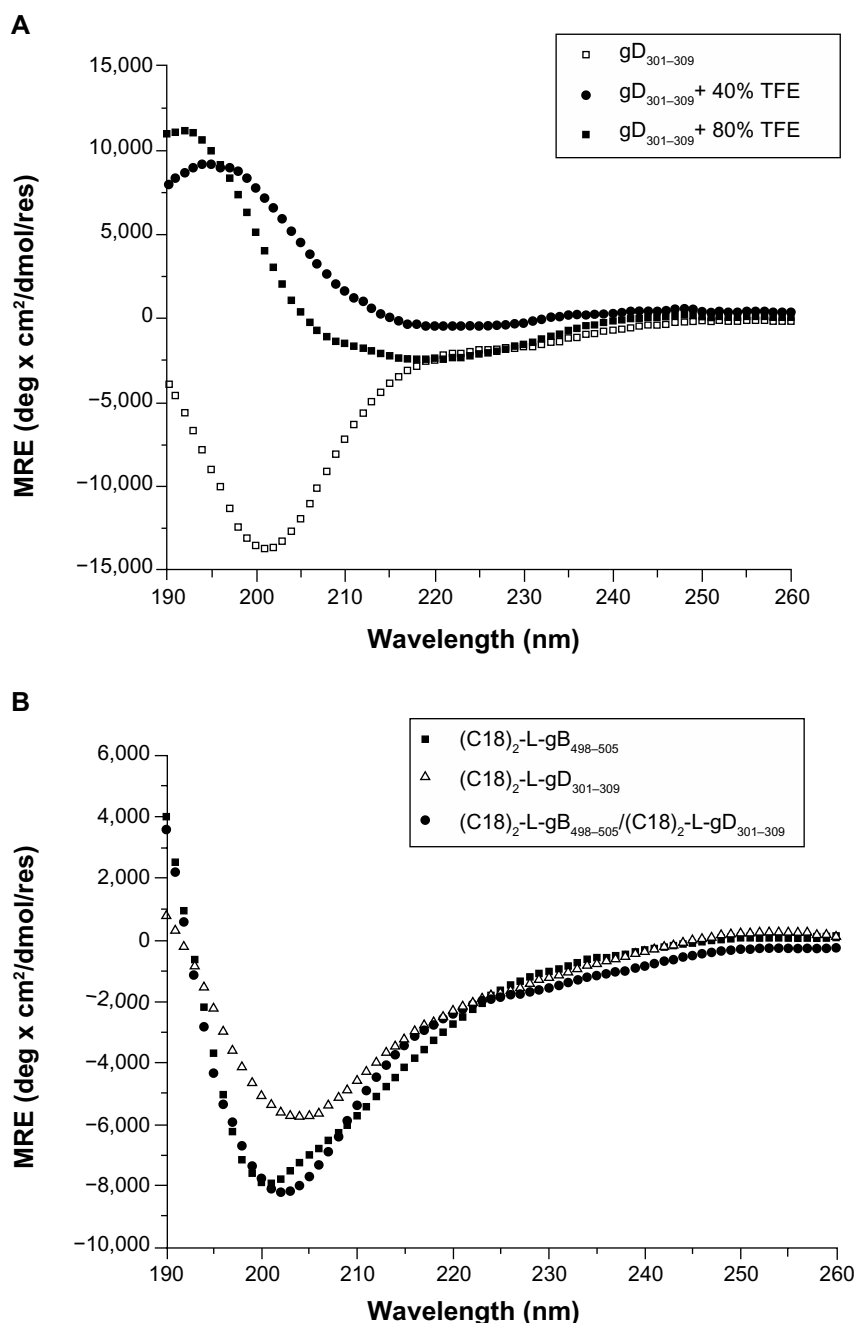 A
gD₃₀₁₋₃₀₉
gD₃₀₁₋₃₀₉+ 40% TFE
gD₃₀₁₋₃₀₉+ 80% TFE
15,000
10,000
5,000
0
−5,000
−10,000
−15,000
MRE (deg x cm²/dmol/res)
190 200 210 220 230 240 250 260
Wavelength (nm)
B
(C18)₂-L-gB₄₉₈₋₅₀₅
(C18)₂-L-gD₃₀₁₋₃₀₉
(C18)₂-L-gB₄₉₈₋₅₀₅/(C18)₂-L-gD₃₀₁₋₃₀₉
6,000
4,000
2,000
0
−2,000
−4,000
−6,000
−8,000
−10,000
MRE (deg x cm²/dmol/res)
190 200 210 220 230 240 250 260
Wavelength (nm)